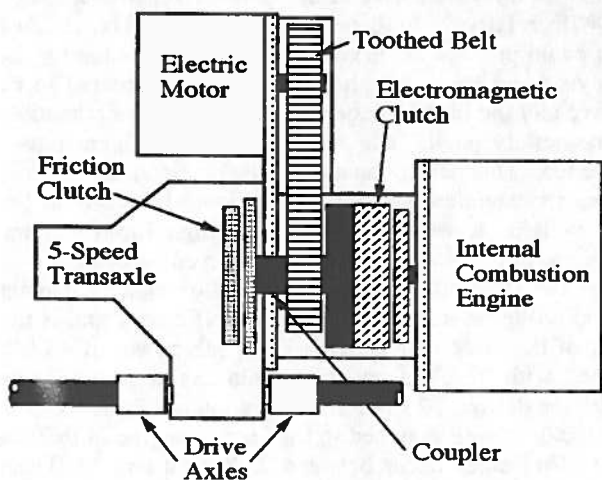 Toothed Belt
Electric
Motor
Electromagnetic
Clutch
Friction
Clutch
5-Speed
Transaxle
Internal
Combustion
Engine
Drive
Axles
Coupler